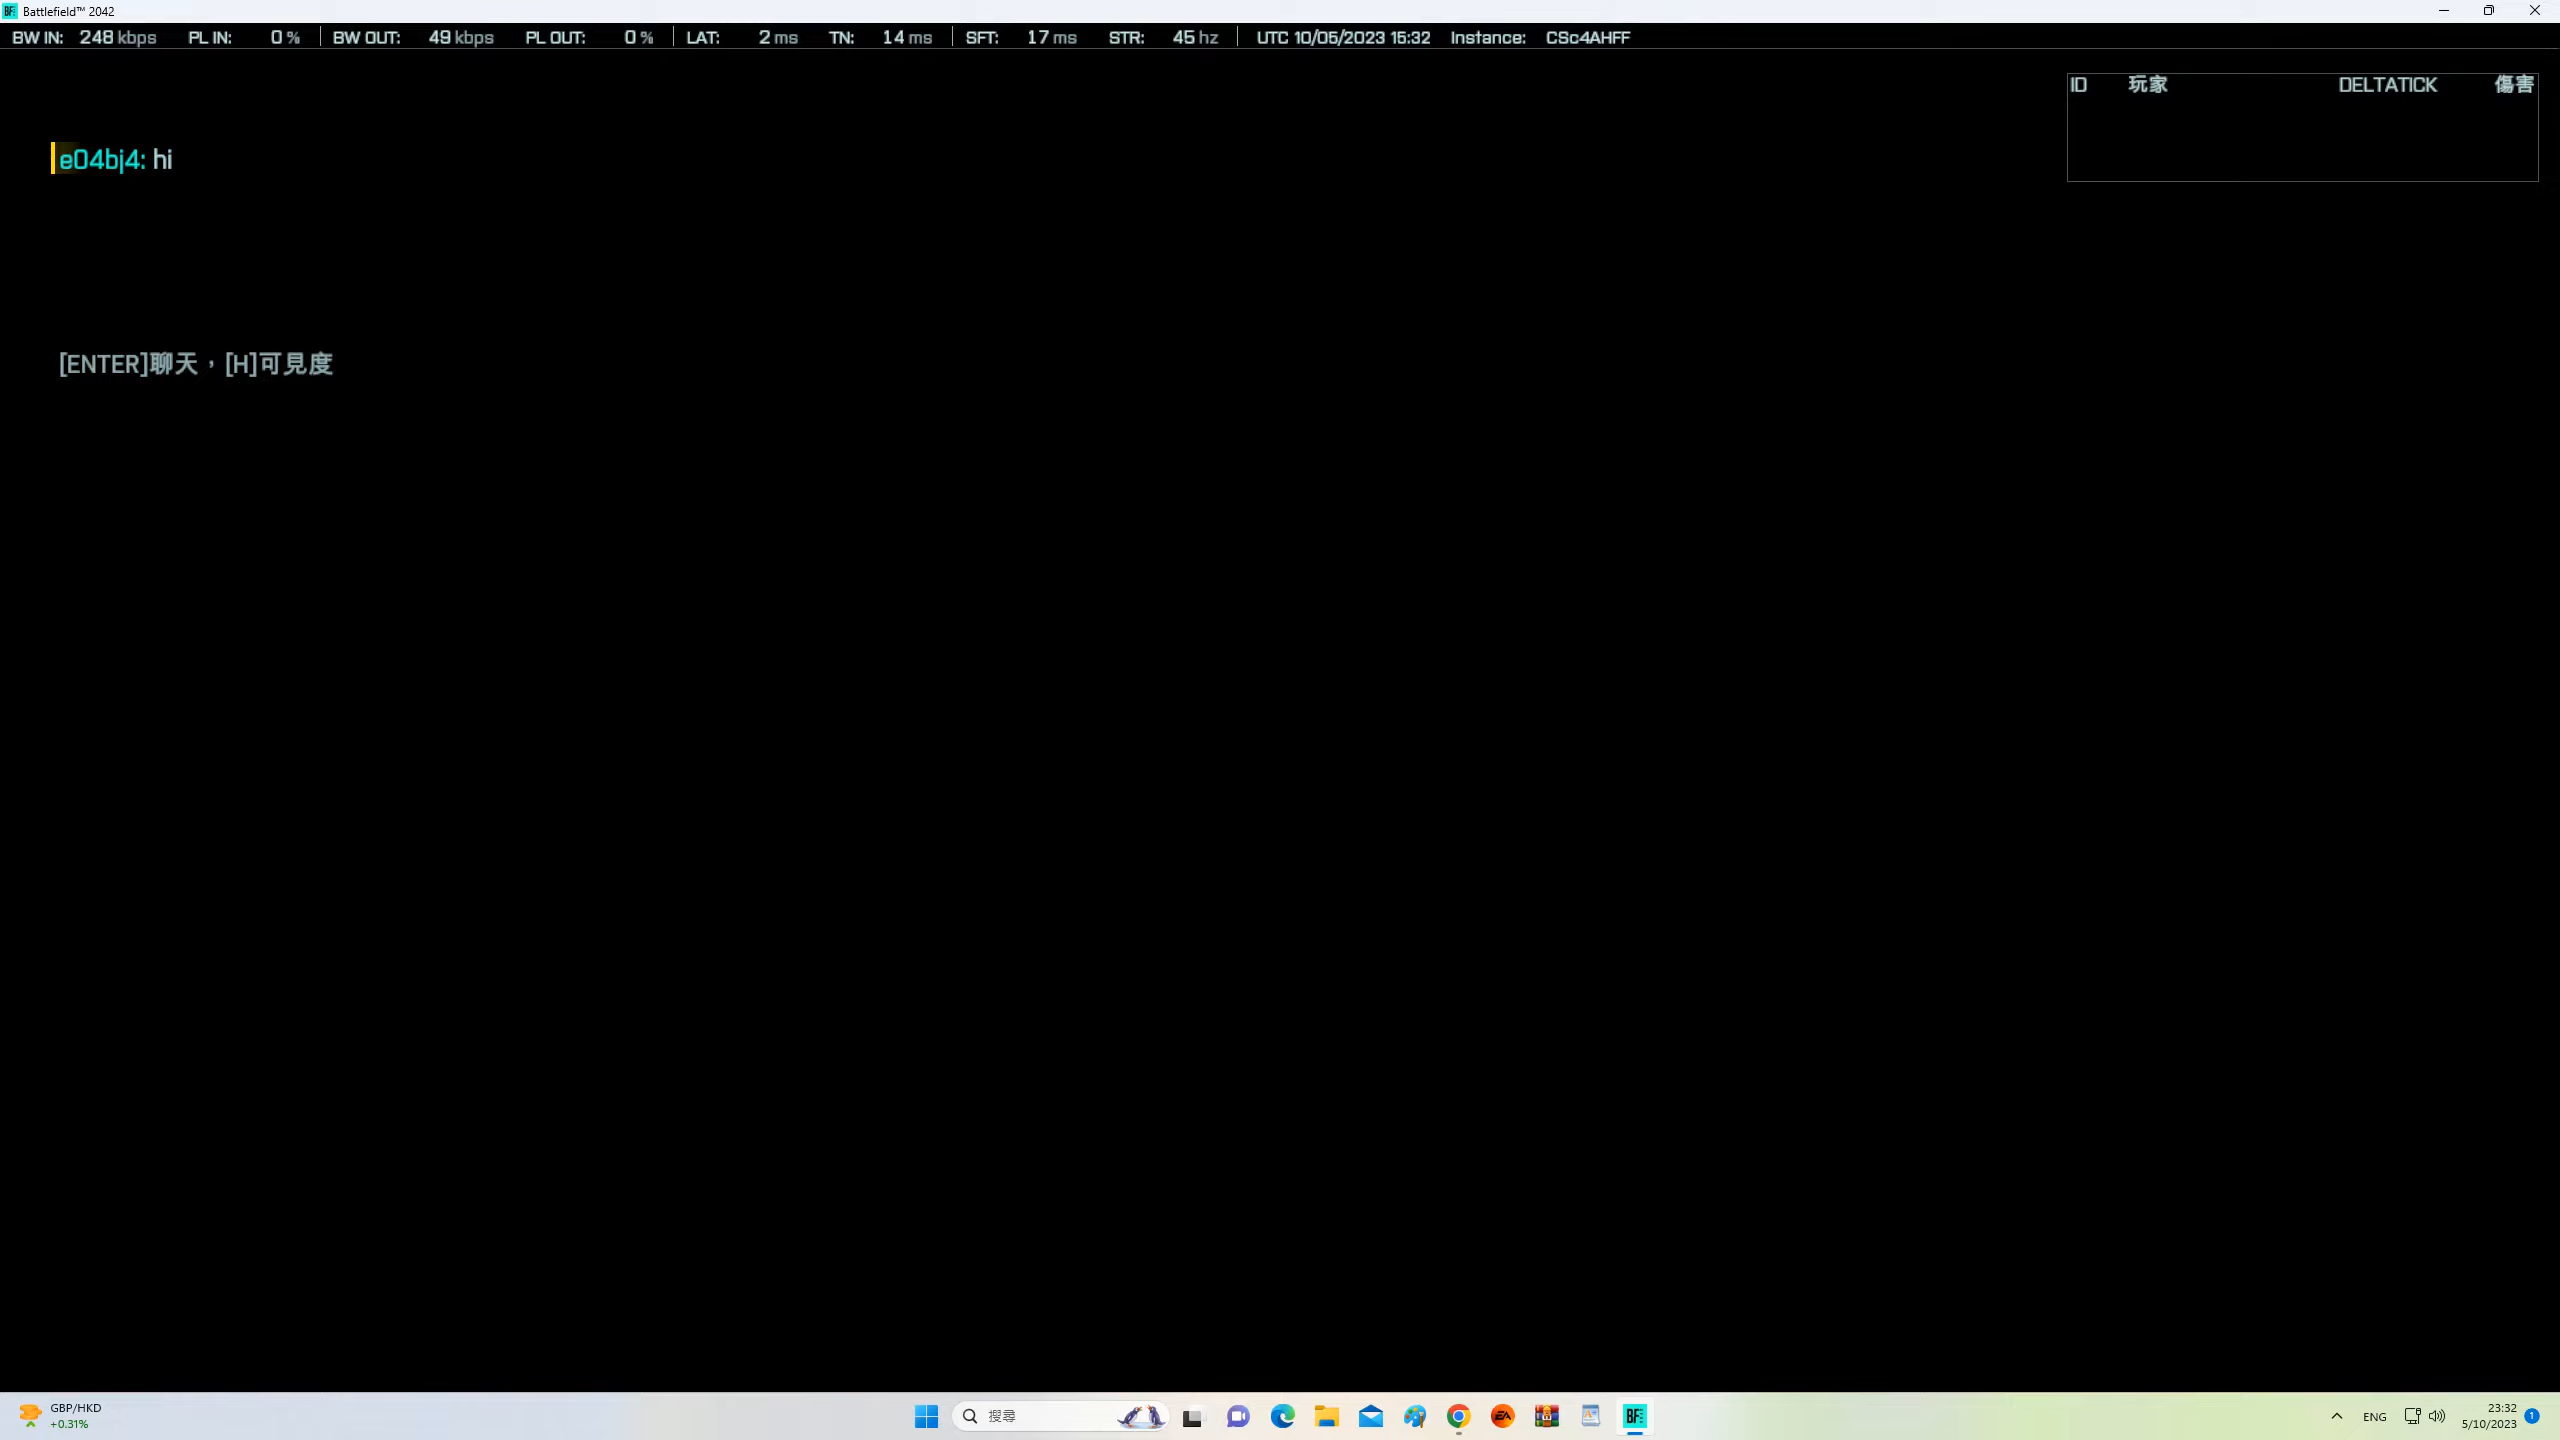 Battlefield™ 2042
BW IN: 248 kbps PL IN: 0 % BW OUT: 49 kbps PL OUT: 0 % LAT: 2 ms TN: 14 ms SFT: 17 ms STR: 45 hz UTC 10/05/2023 15:32 Instance: CSc4AHFF
ID 玩家 DELTATICK 傷害
e04bj4: hi
[ENTER]聊天，[H]可見度
GBP/HKD
+0.31%
搜尋
EA
BF
ENG
23:32
5/10/2023
1